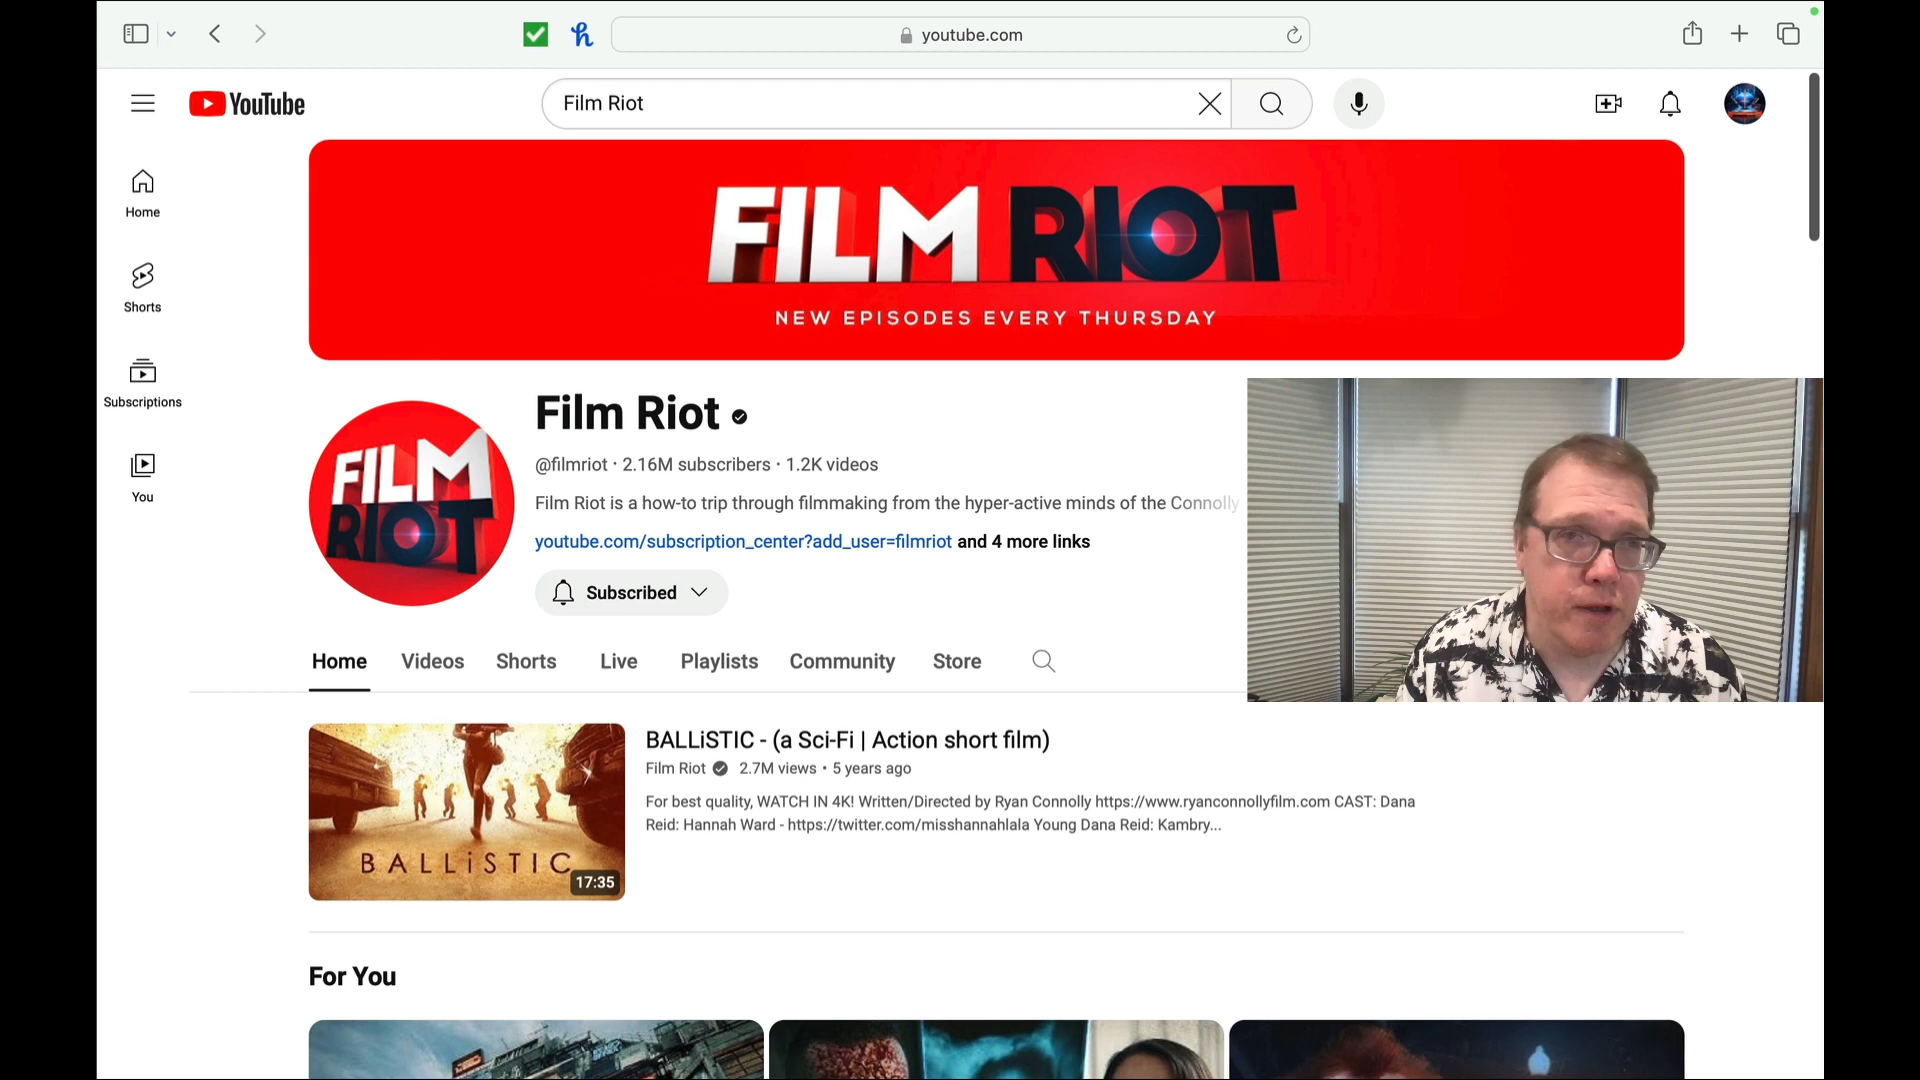 youtube.com
YouTube
Film Riot
Home
Shorts
Subscriptions
You
FILM RIOT
NEW EPISODES EVERY THURSDAY
FILM
RIOT
Film Riot
@filmriot · 2.16M subscribers · 1.2K videos
Film Riot is a how-to trip through filmmaking from the hyper-active minds of the Connolly
youtube.com/subscription_center?add_user=filmriot and 4 more links
Subscribed
Home Videos Shorts Live Playlists Community Store
BALLiSTIC
17:35
BALLiSTIC - (a Sci-Fi | Action short film)
Film Riot 2.7M views • 5 years ago
For best quality, WATCH IN 4K! Written/Directed by Ryan Connolly https://www.ryanconnollyfilm.com CAST: Dana
Reid: Hannah Ward - https://twitter.com/misshannahlala Young Dana Reid: Kambry...
For You